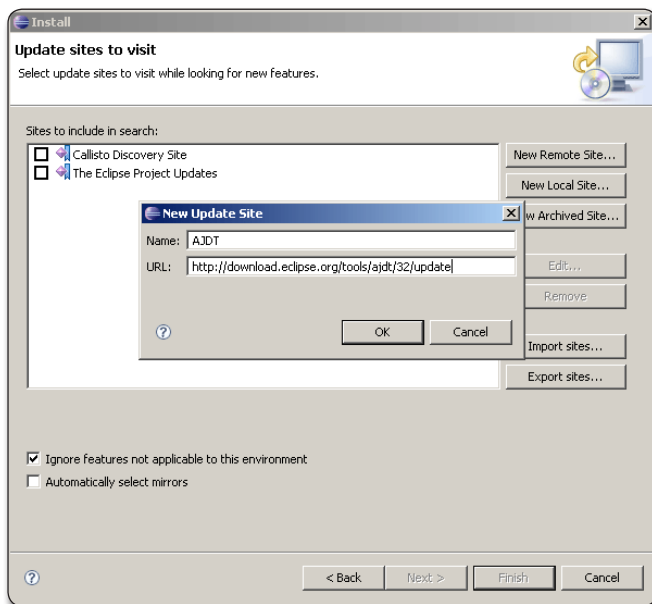 Install
Update sites to visit
Select update sites to visit while looking for new features.
Sites to include in search:
Callisto Discovery Site
The Eclipse Project Updates
New Remote Site...
New Local Site...
w Archived Site...
Edit...
Remove
Import sites...
Export sites...
New Update Site
Name: AJDT
URL: http://download.eclipse.org/tools/ajdt/32/update
OK Cancel
Ignore features not applicable to this environment
Automatically select mirrors
< Back Next > Finish Cancel